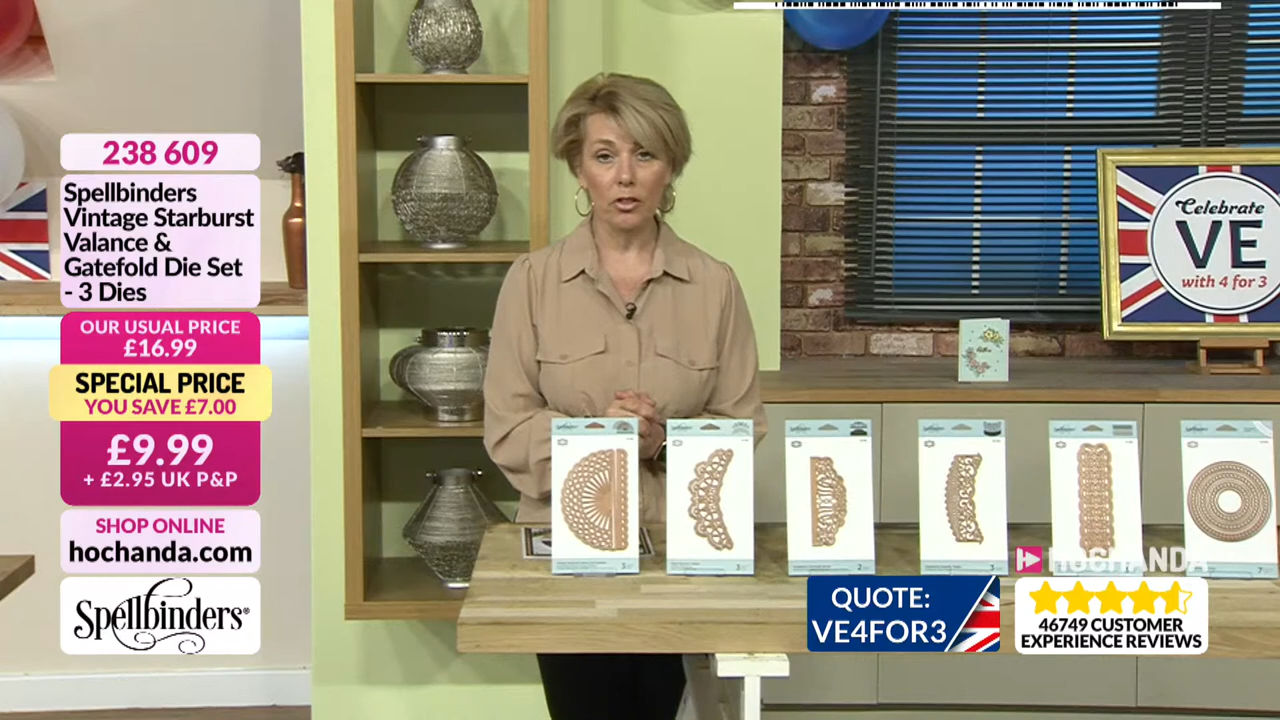 238 609
Spellbinders
Vintage Starburst
Valance &
Gatefold Die Set
- 3 Dies
OUR USUAL PRICE
£16.99
SPECIAL PRICE
YOU SAVE £7.00
£9.99
+ £2.95 UK P&P
SHOP ONLINE
hochanda.com
Spellbinders®
Celebrate
VE
with 4 for 3
HOCHANDA
QUOTE:
VE4FOR3
46749 CUSTOMER
EXPERIENCE REVIEWS